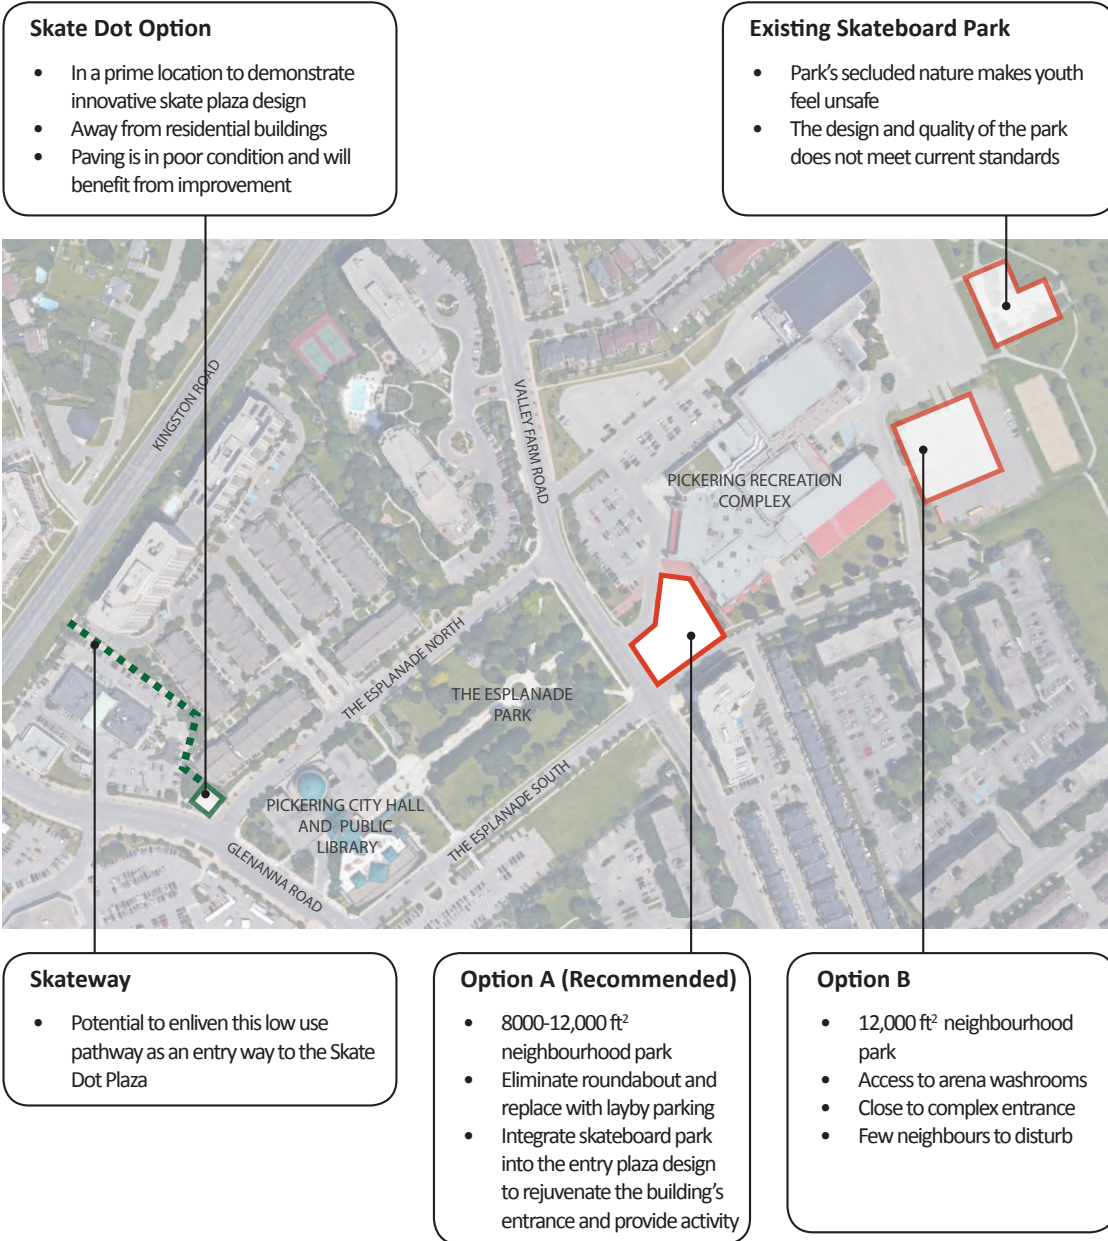 Skate Dot Option
• In a prime location to demonstrate
innovative skate plaza design
• Away from residential buildings
• Paving is in poor condition and will
benefit from improvement
Existing Skateboard Park
• Park's secluded nature makes youth
feel unsafe
• The design and quality of the park
does not meet current standards
KINGSTON ROAD
VALLEY FARM ROAD
PICKERING RECREATION
COMPLEX
THE ESPLANADE NORTH
THE ESPLANADE
PARK
THE ESPLANADE SOUTH
PICKERING CITY HALL
AND PUBLIC
LIBRARY
GLENANNA ROAD
Skateway
• Potential to enliven this low use
pathway as an entry way to the Skate
Dot Plaza
Option A (Recommended)
• 8000-12,000 ft²
neighbourhood park
• Eliminate roundabout and
replace with layby parking
• Integrate skateboard park
into the entry plaza design
to rejuvenate the building's
entrance and provide activity
Option B
• 12,000 ft² neighbourhood
park
• Access to arena washrooms
• Close to complex entrance
• Few neighbours to disturb